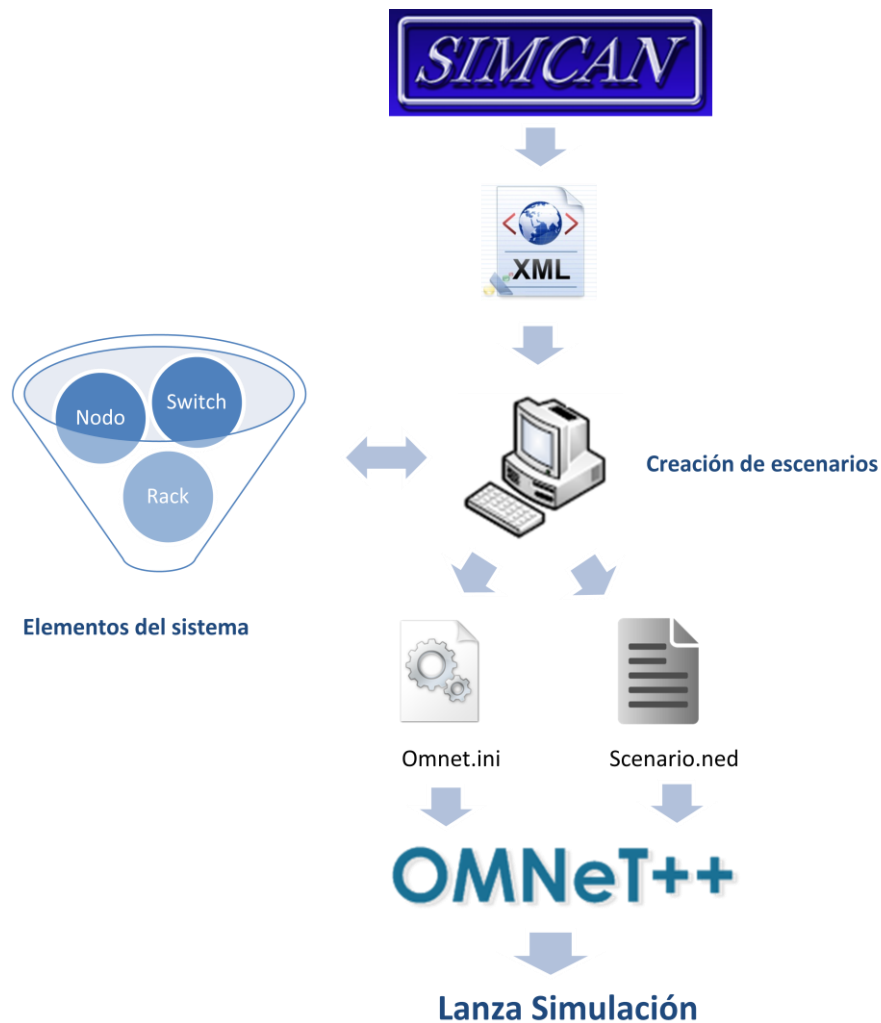 SIMCAN
< >
XML
Nodo
Switch
Rack
Creación de escenarios
Elementos del sistema
Omnet.ini
Scenario.ned
OMNeT++
Lanza Simulación